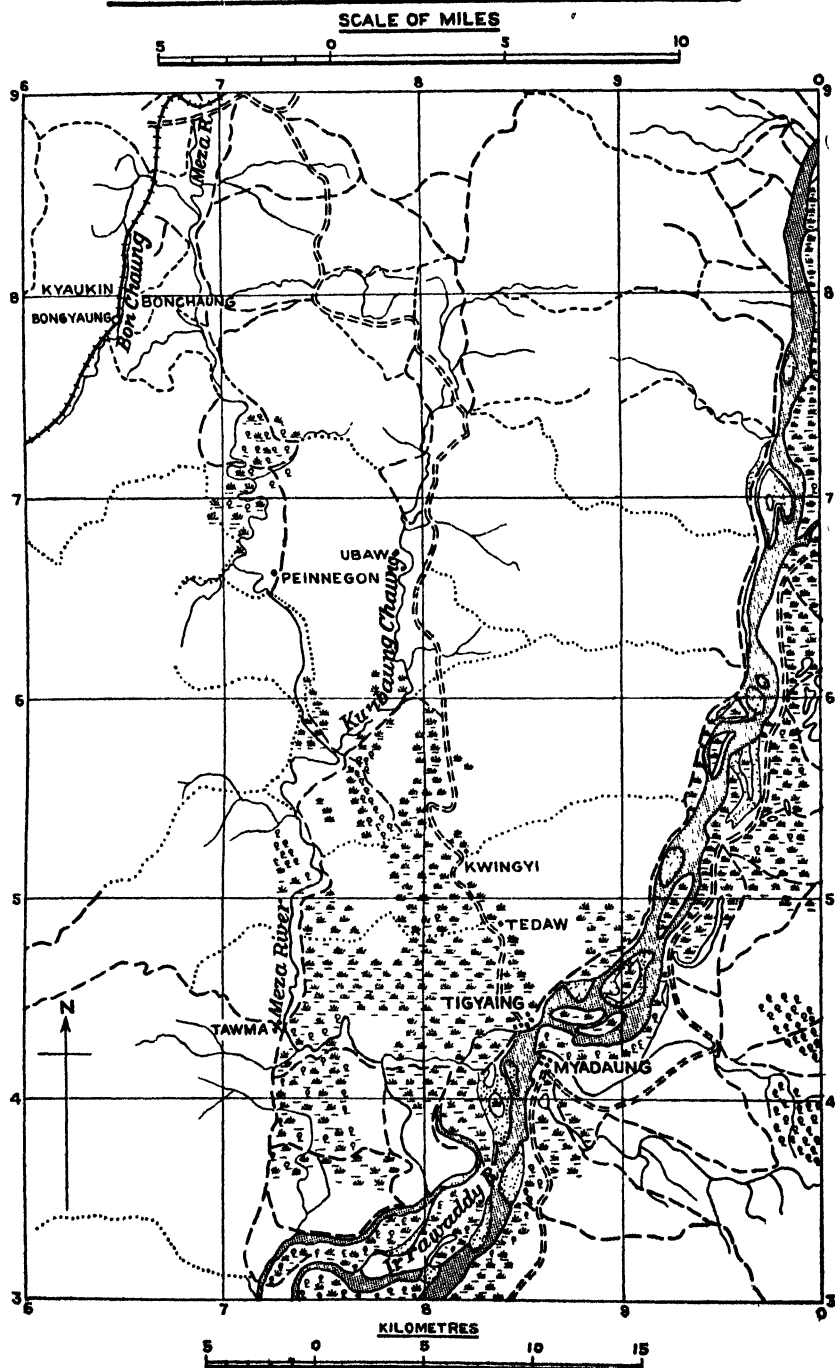 SCALE OF MILES
5 0 5 10
6 7 8 9 0
9 9
Meza R.
KYAUKIN
Bon Chaung
8 BONCHAUNG 8
BONGYAUNG
7 7
UBAW
PEINNEGON
Kunbaung Chaung
6 6
KWINGYI
5 5
TEDAW
Meza River
TIGYAING
N
TAWMA
MYADAUNG
4 4
Irrawaddy R.
3 3
6 7 8 9 0
KILOMETRES
5 0 5 10 15